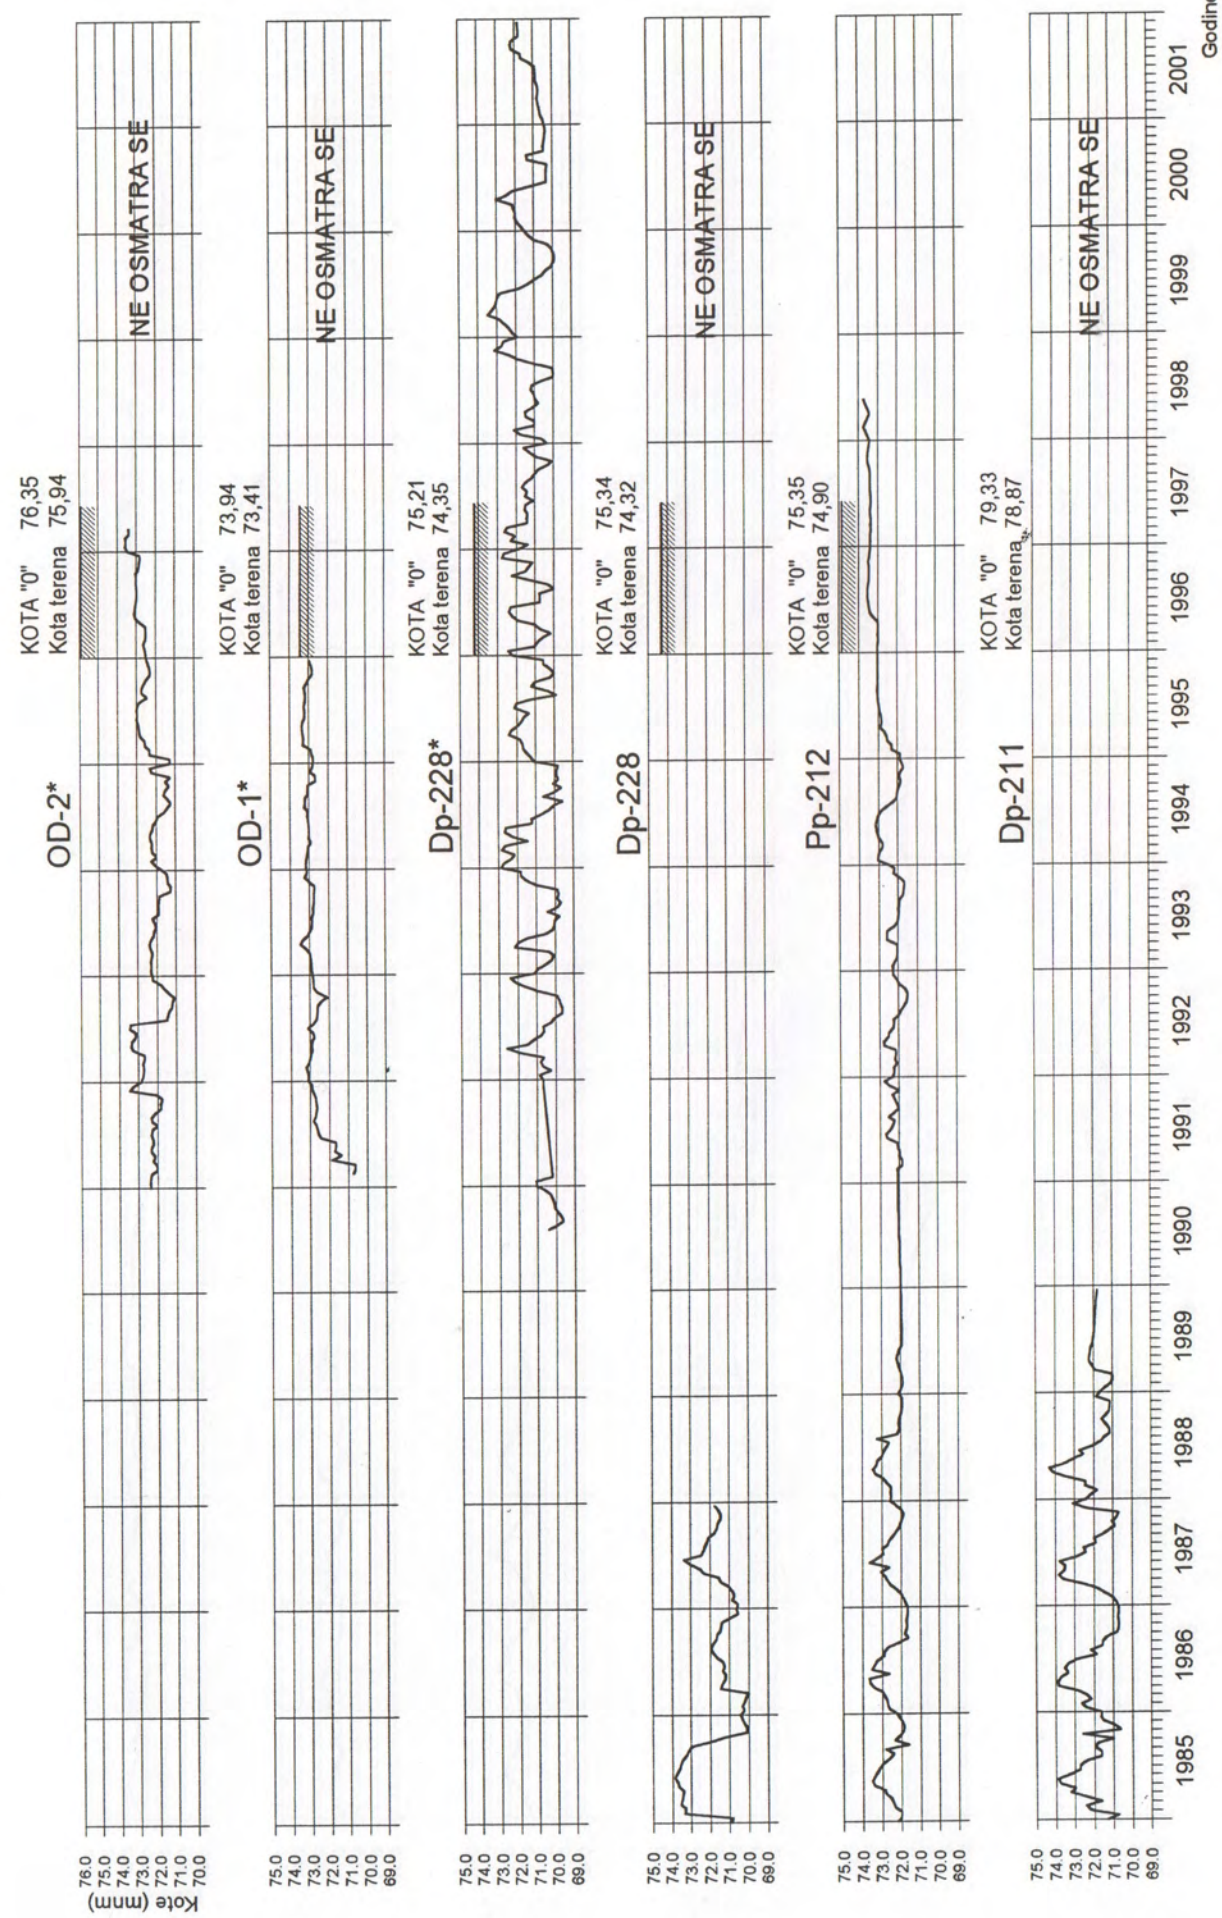 OD-2*
KOTA "0" 76,35
Kota terena 75,94
Kote (mnm)
76.0
75.0
74.0
73.0
72.0
71.0
70.0
NE OSMATRA SE
OD-1*
KOTA "0" 73,94
Kota terena 73,41
75.0
74.0
73.0
72.0
71.0
70.0
69.0
NE OSMATRA SE
Dp-228*
KOTA "0" 75,21
Kota terena 74,35
75.0
74.0
73.0
72.0
71.0
70.0
69.0
Dp-228
KOTA "0" 75,34
Kota terena 74,32
75.0
74.0
73.0
72.0
71.0
70.0
69.0
NE OSMATRA SE
Pp-212
KOTA "0" 75,35
Kota terena 74,90
75.0
74.0
73.0
72.0
71.0
70.0
69.0
Dp-211
KOTA "0" 79,33
Kota terena 78,87
75.0
74.0
73.0
72.0
71.0
70.0
69.0
NE OSMATRA SE
1985 1986 1987 1988 1989 1990 1991 1992 1993 1994 1995 1996 1997 1998 1999 2000 2001